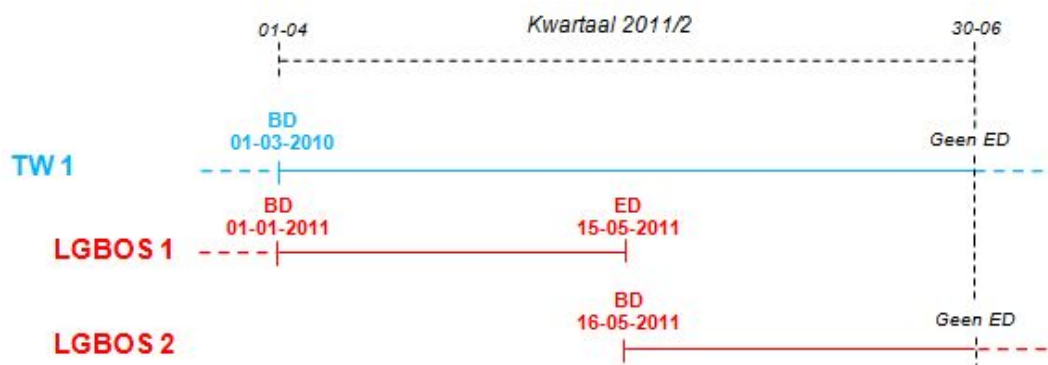 01-04
Kwartaal 2011/2
30-06
BD
01-03-2010
Geen ED
TW 1
BD
01-01-2011
ED
15-05-2011
LGBOS 1
BD
16-05-2011
Geen ED
LGBOS 2